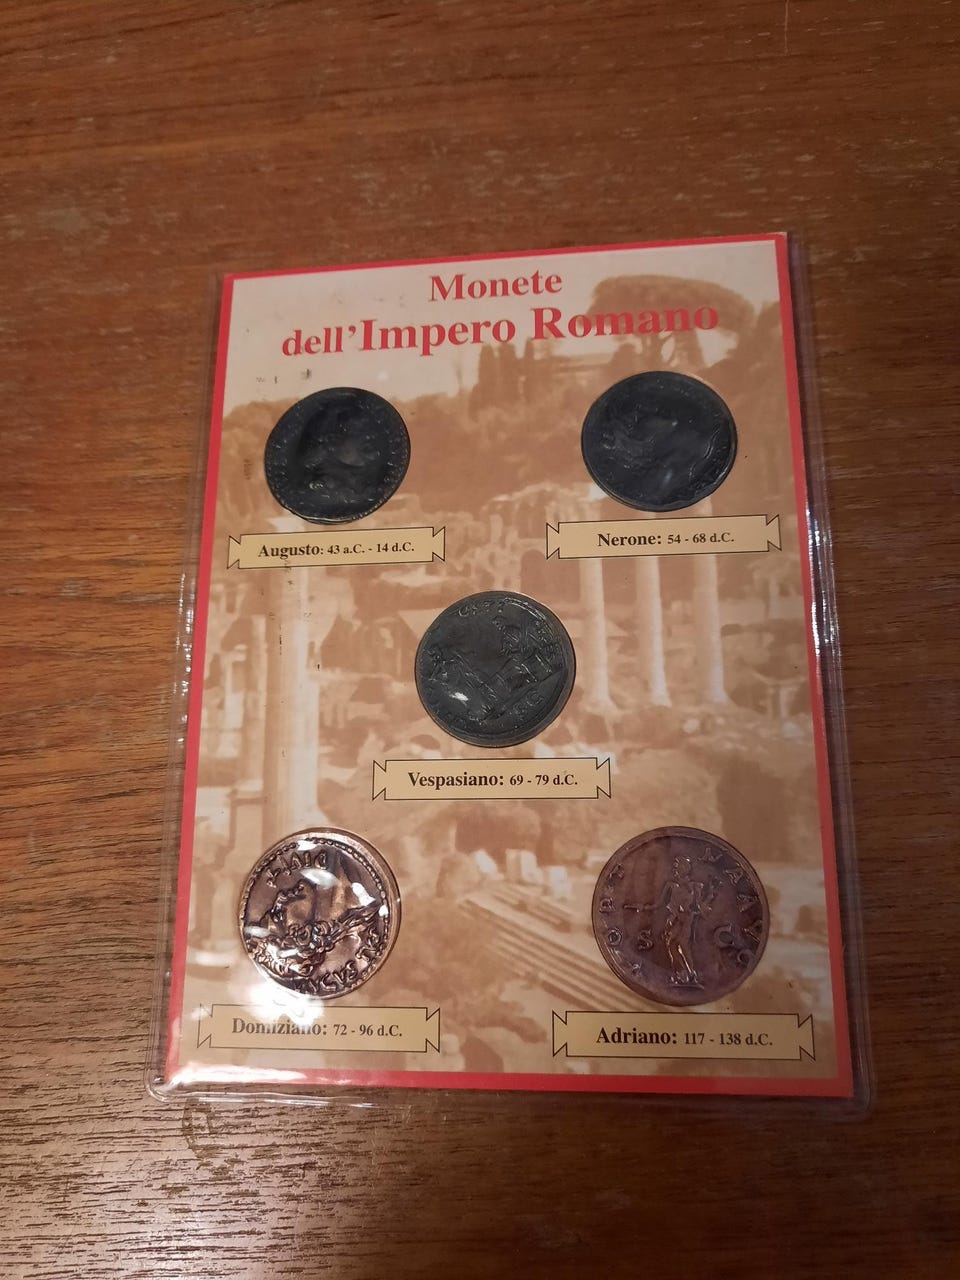 Monete
dell'Impero Romano
Augusto: 43 a.C. - 14 d.C.
Nerone: 54 - 68 d.C.
Vespasiano: 69 - 79 d.C.
Domiziano: 72 - 96 d.C.
Adriano: 117 - 138 d.C.
S C